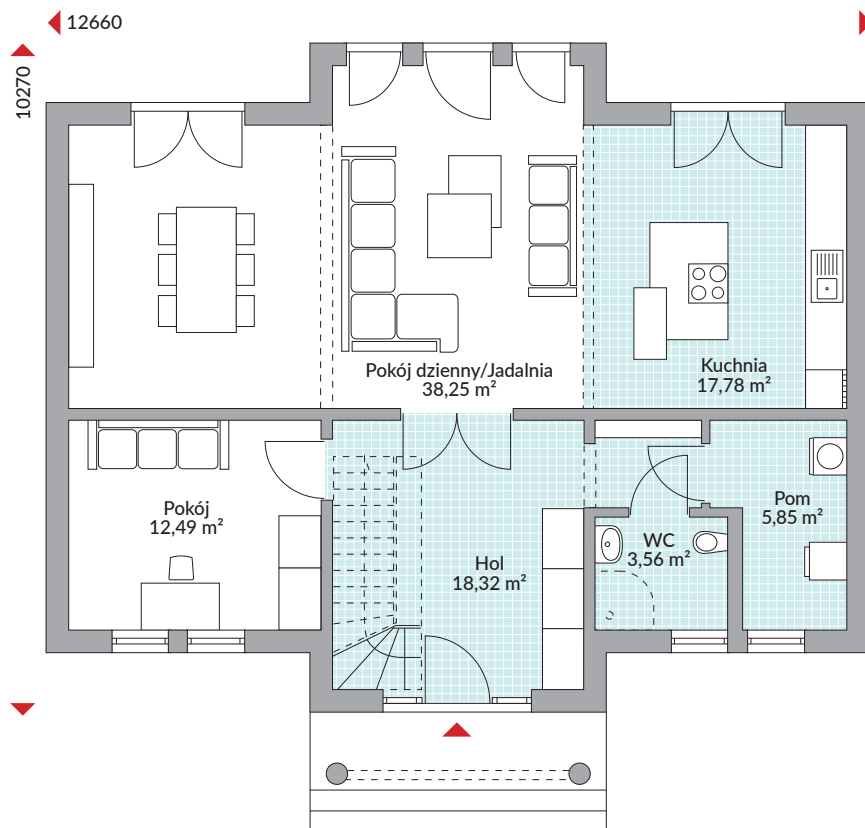 12660
10270
Pokój dzienny/Jadalnia
38,25 m²
Kuchnia
17,78 m²
Pokój
12,49 m²
Hol
18,32 m²
WC
3,56 m²
Pom
5,85 m²